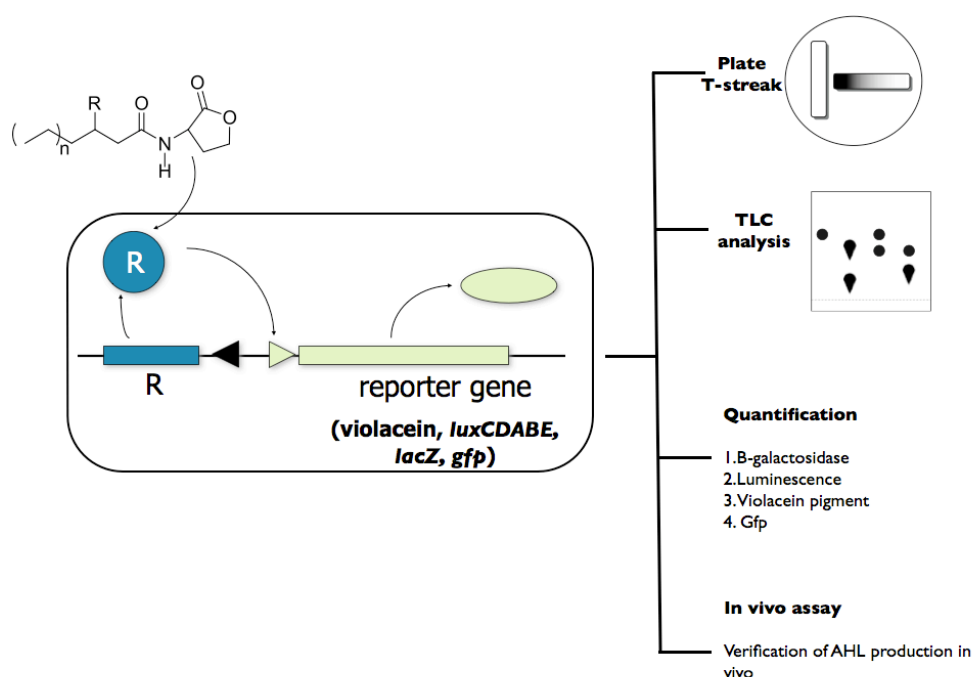 R
O
O
O
( )n
N
H
R
R
reporter gene
(violacein, luxCDABE,
lacZ, gfp)
Plate
T-streak
TLC
analysis
Quantification
1.B-galactosidase
2.Luminescence
3.Violacein pigment
4. Gfp
In vivo assay
Verification of AHL production in
vivo